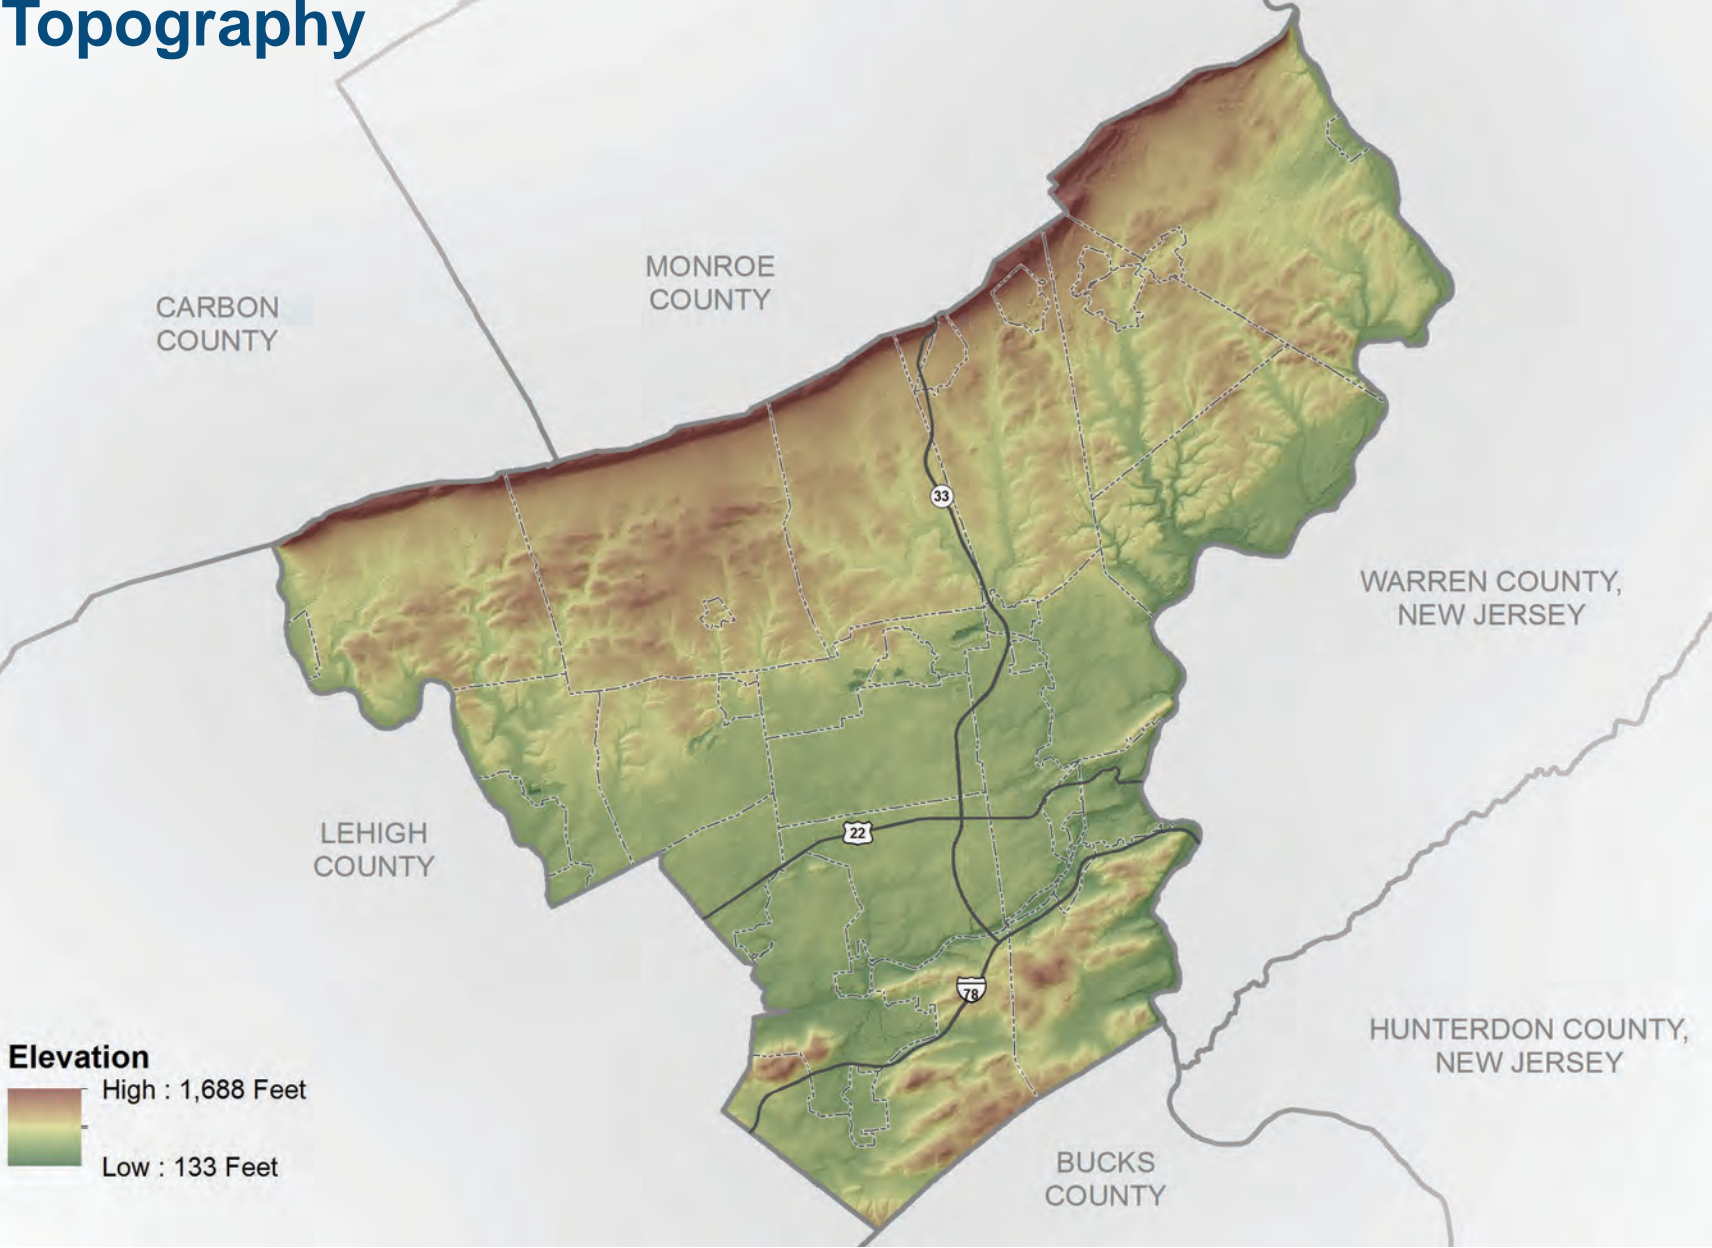 Topography
MONROE
COUNTY
CARBON
COUNTY
33
WARREN COUNTY,
NEW JERSEY
22
LEHIGH
COUNTY
78
HUNTERDON COUNTY,
NEW JERSEY
Elevation
High : 1,688 Feet
Low : 133 Feet
BUCKS
COUNTY